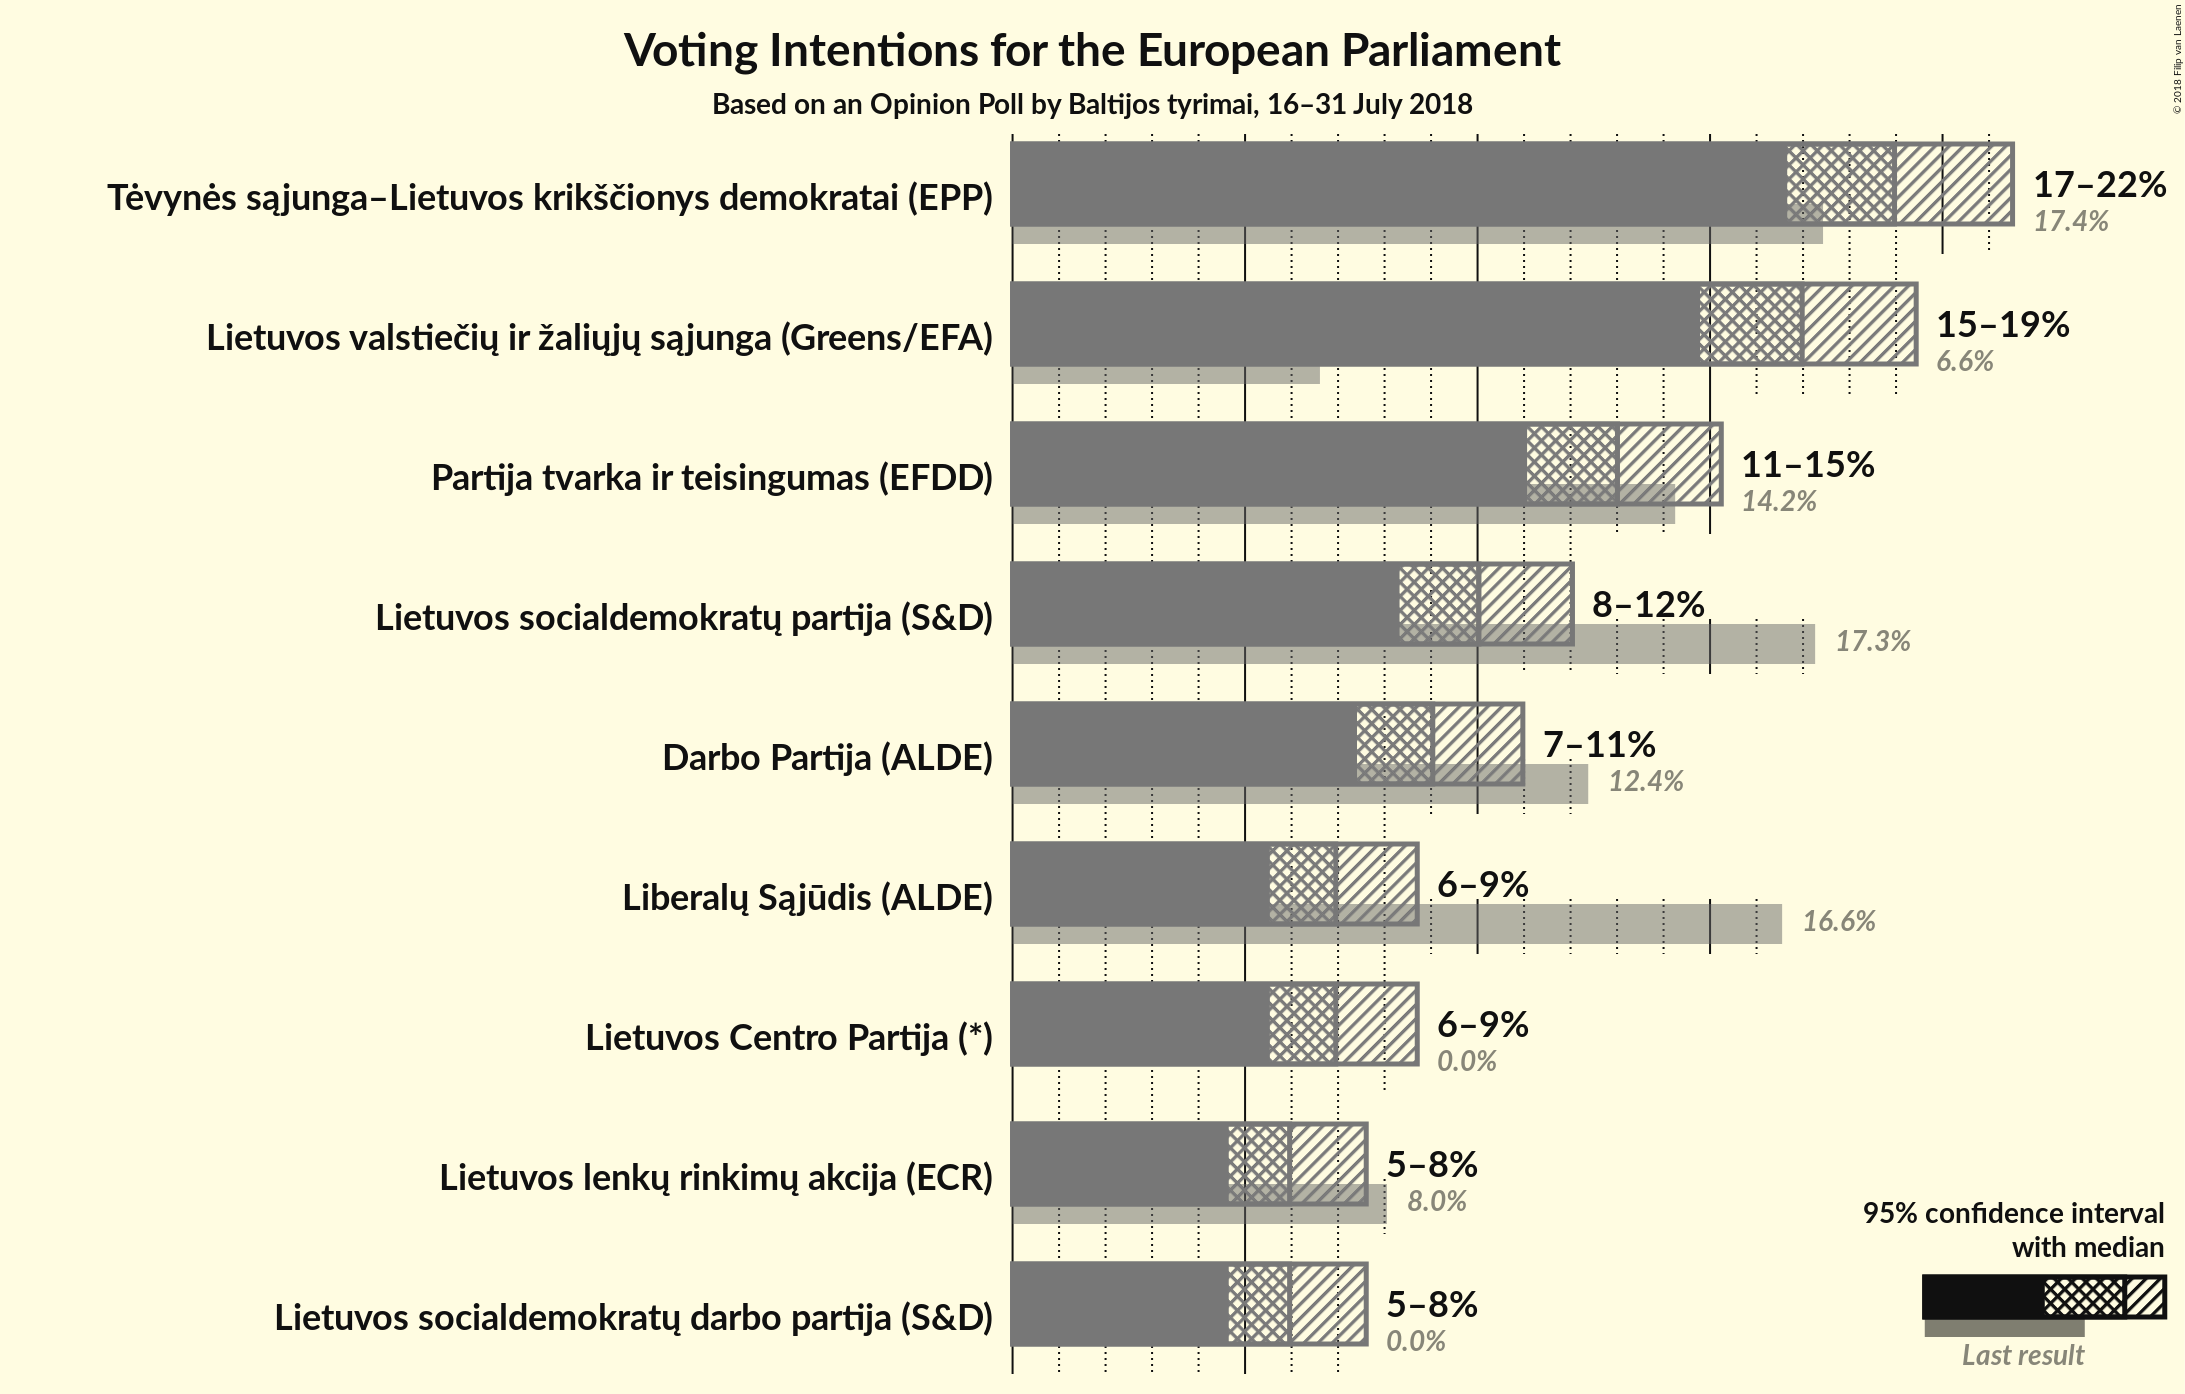 Voting Intentions for the European Parliament
Based on an Opinion Poll by Baltijos tyrimai, 16–31 July 2018
© 2018 Filip van Laenen
Tėvynės sąjunga–Lietuvos krikščionys demokratai (EPP)
17–22%
17.4%
Lietuvos valstiečių ir žaliųjų sąjunga (Greens/EFA)
15–19%
6.6%
Partija tvarka ir teisingumas (EFDD)
11–15%
14.2%
Lietuvos socialdemokratų partija (S&D)
8–12%
17.3%
Darbo Partija (ALDE)
7–11%
12.4%
Liberalų Sąjūdis (ALDE)
6–9%
16.6%
Lietuvos Centro Partija (*)
6–9%
0.0%
Lietuvos lenkų rinkimų akcija (ECR)
5–8%
8.0%
Lietuvos socialdemokratų darbo partija (S&D)
5–8%
0.0%
95% confidence interval
with median
Last result